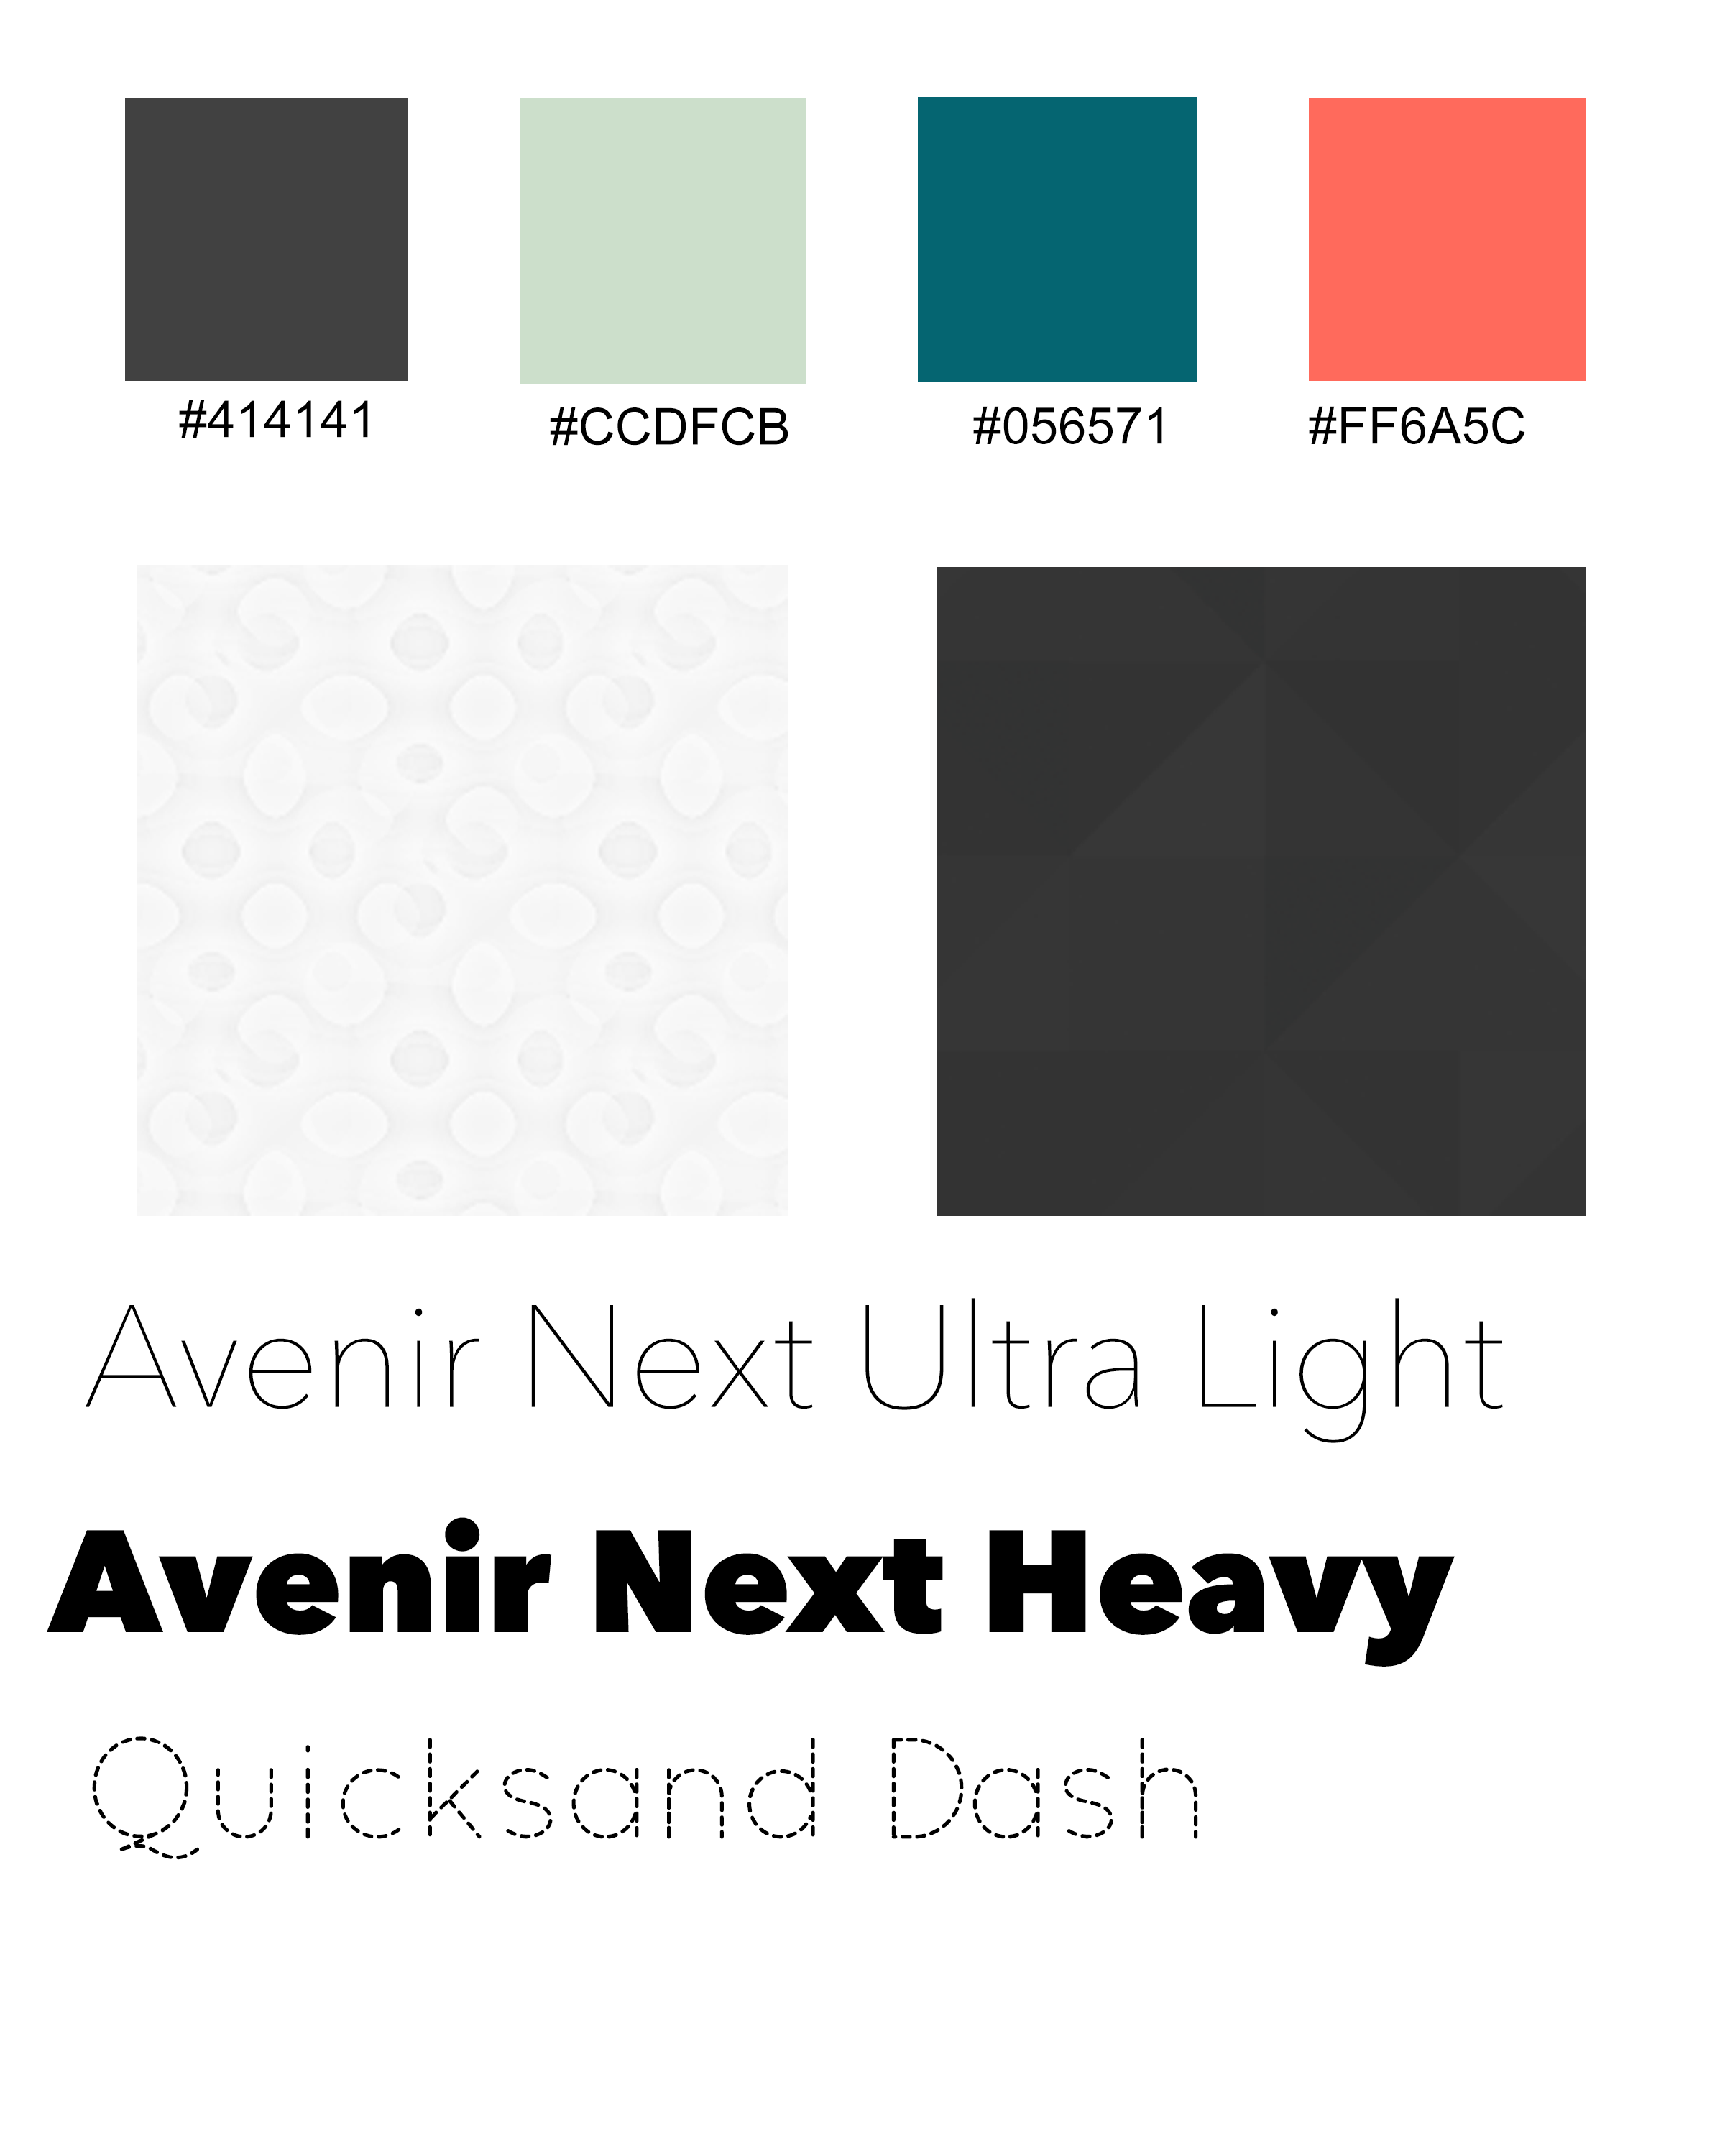 #414141 #CCDFCB #056571 #FF6A5C
Avenir Next Ultra Light
Avenir Next Heavy
Quicksand Dash